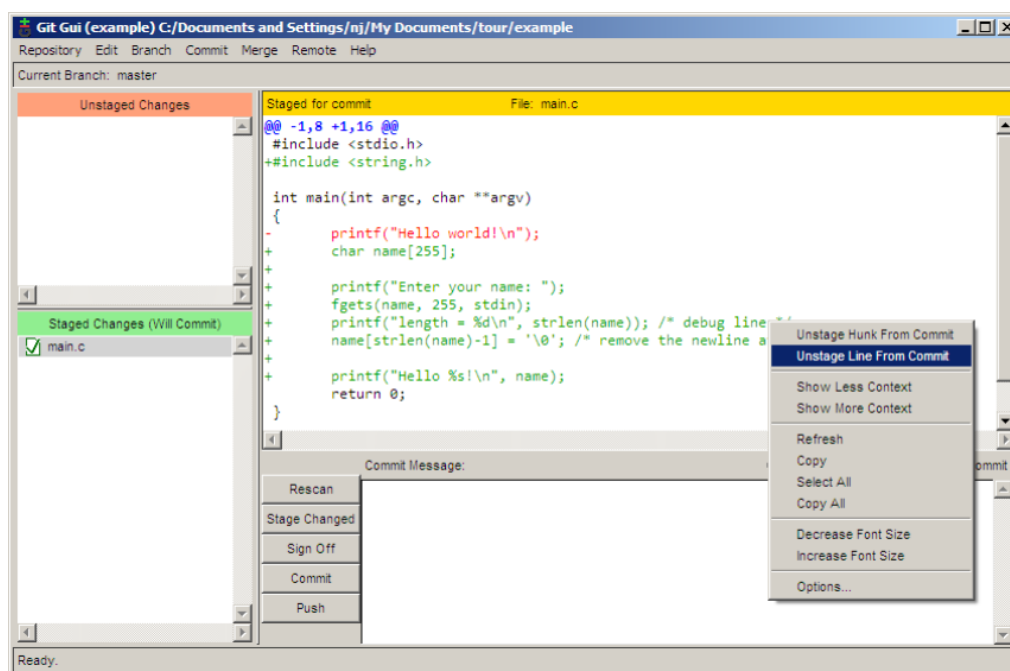 Git Gui (example) C:/Documents and Settings/nj/My Documents/tour/example
Repository Edit Branch Commit Merge Remote Help
Current Branch: master
Unstaged Changes
Staged Changes (Will Commit)
main.c
Staged for commit File: main.c
@@ -1,8 +1,16 @@
 #include <stdio.h>
+#include <string.h>
 int main(int argc, char **argv)
 {
-       printf("Hello world!\n");
+       char name[255];
+
+       printf("Enter your name: ");
+       fgets(name, 255, stdin);
+       printf("length = %d\n", strlen(name)); /* debug line */
+       name[strlen(name)-1] = '\0'; /* remove the newline a
+
+       printf("Hello %s!\n", name);
        return 0;
 }
Unstage Hunk From Commit
Unstage Line From Commit
Show Less Context
Show More Context
Refresh
Copy
Select All
Copy All
Decrease Font Size
Increase Font Size
Options...
Commit Message:
Rescan
Stage Changed
Sign Off
Commit
Push
Ready.